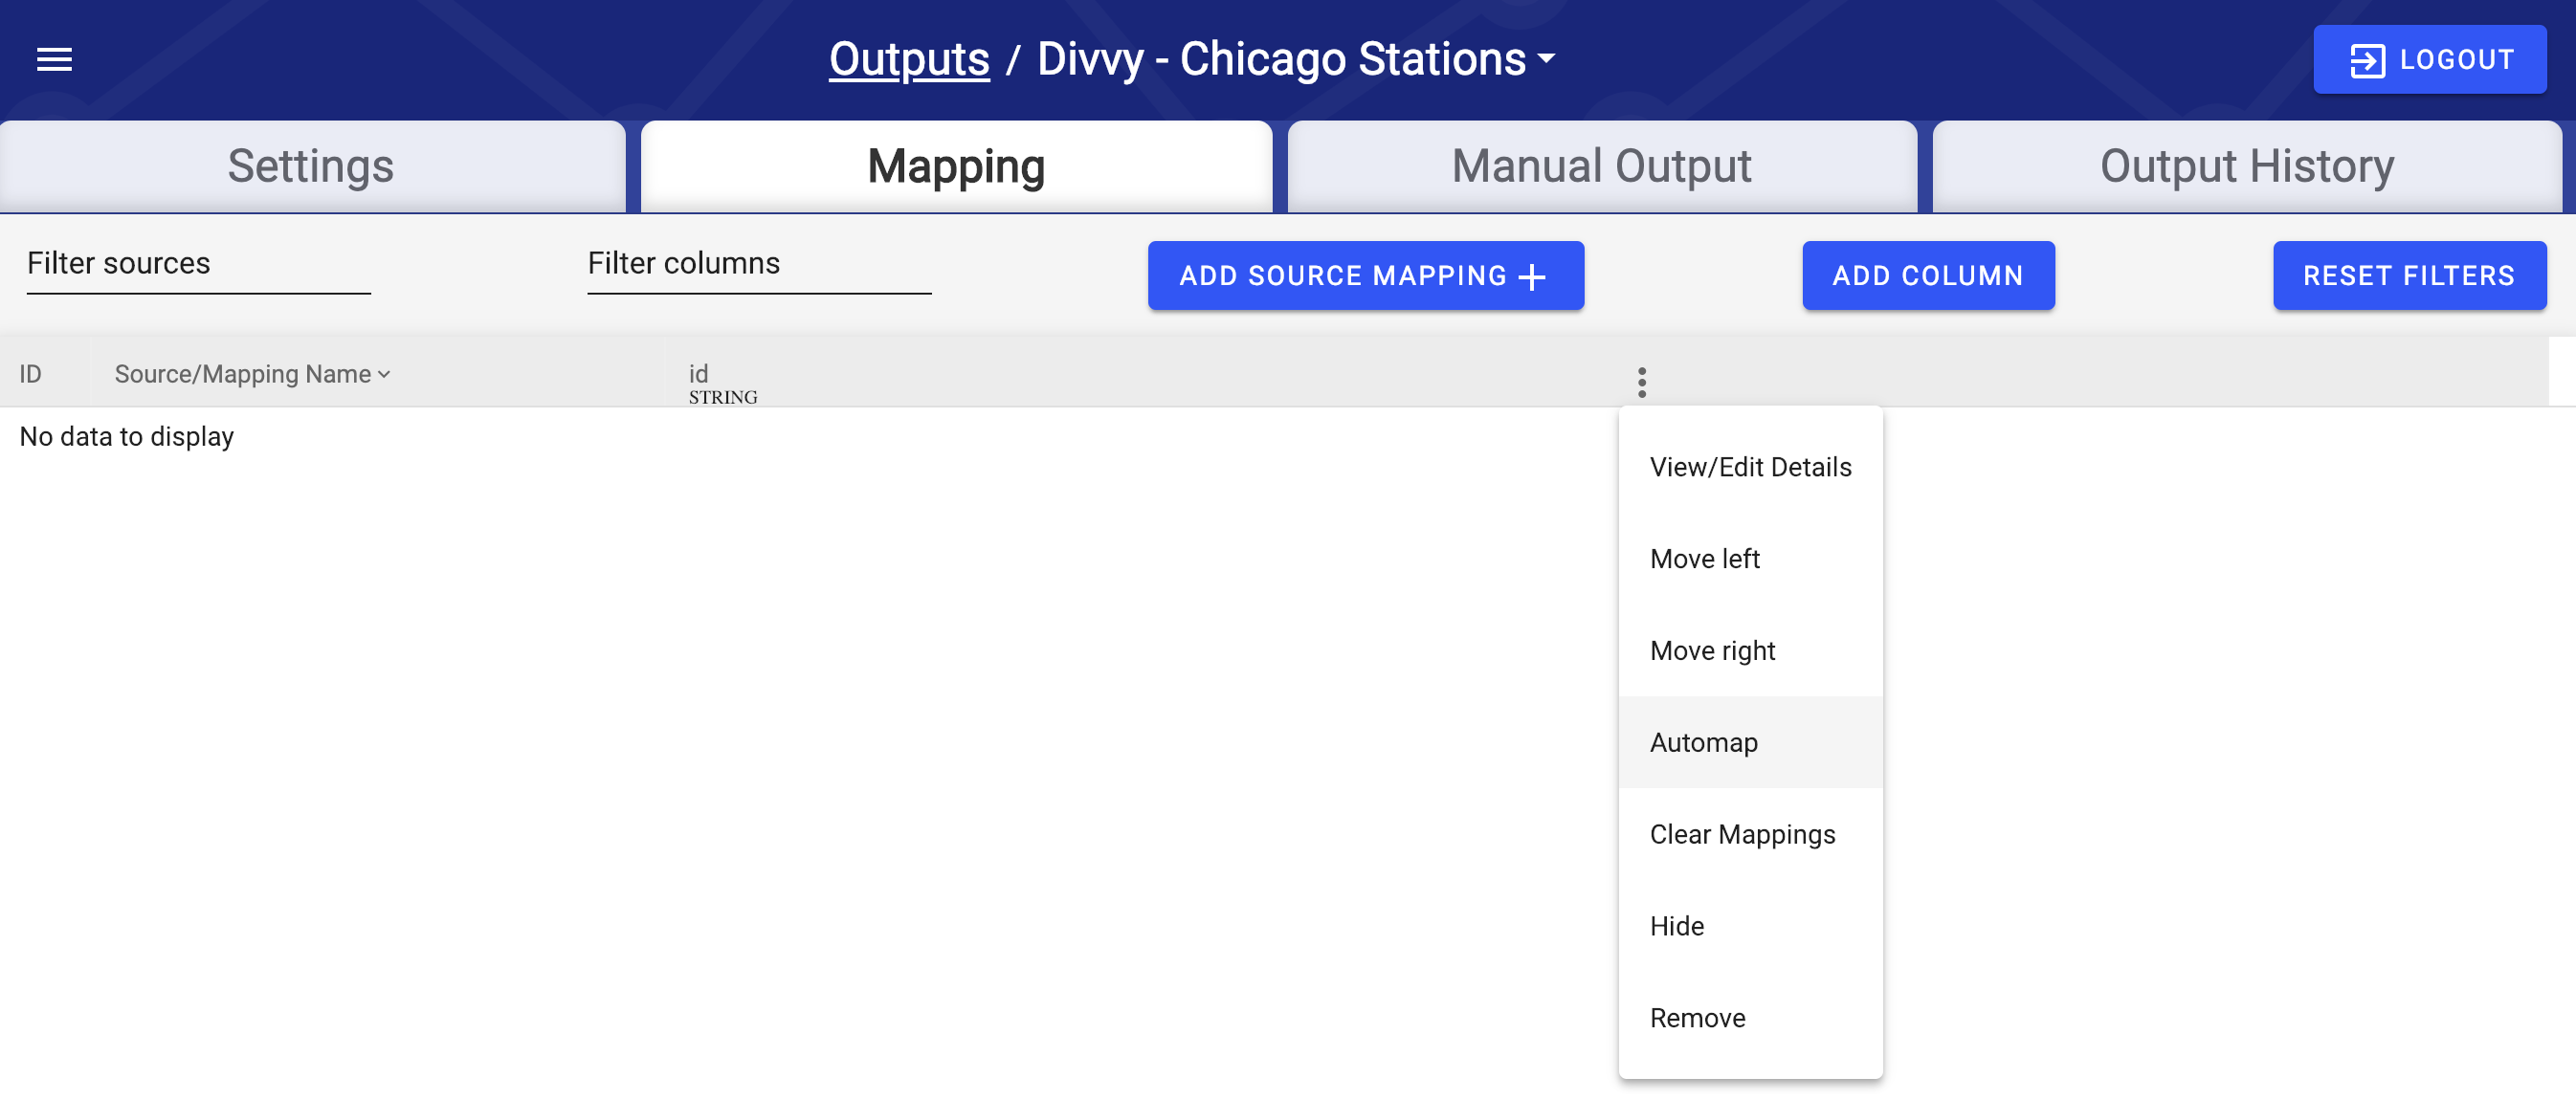 Outputs / Divvy - Chicago Stations
LOGOUT
Settings
Mapping
Manual Output
Output History
Filter sources
Filter columns
ADD SOURCE MAPPING +
ADD COLUMN
RESET FILTERS
ID
Source/Mapping Name
id
STRING
No data to display
View/Edit Details
Move left
Move right
Automap
Clear Mappings
Hide
Remove